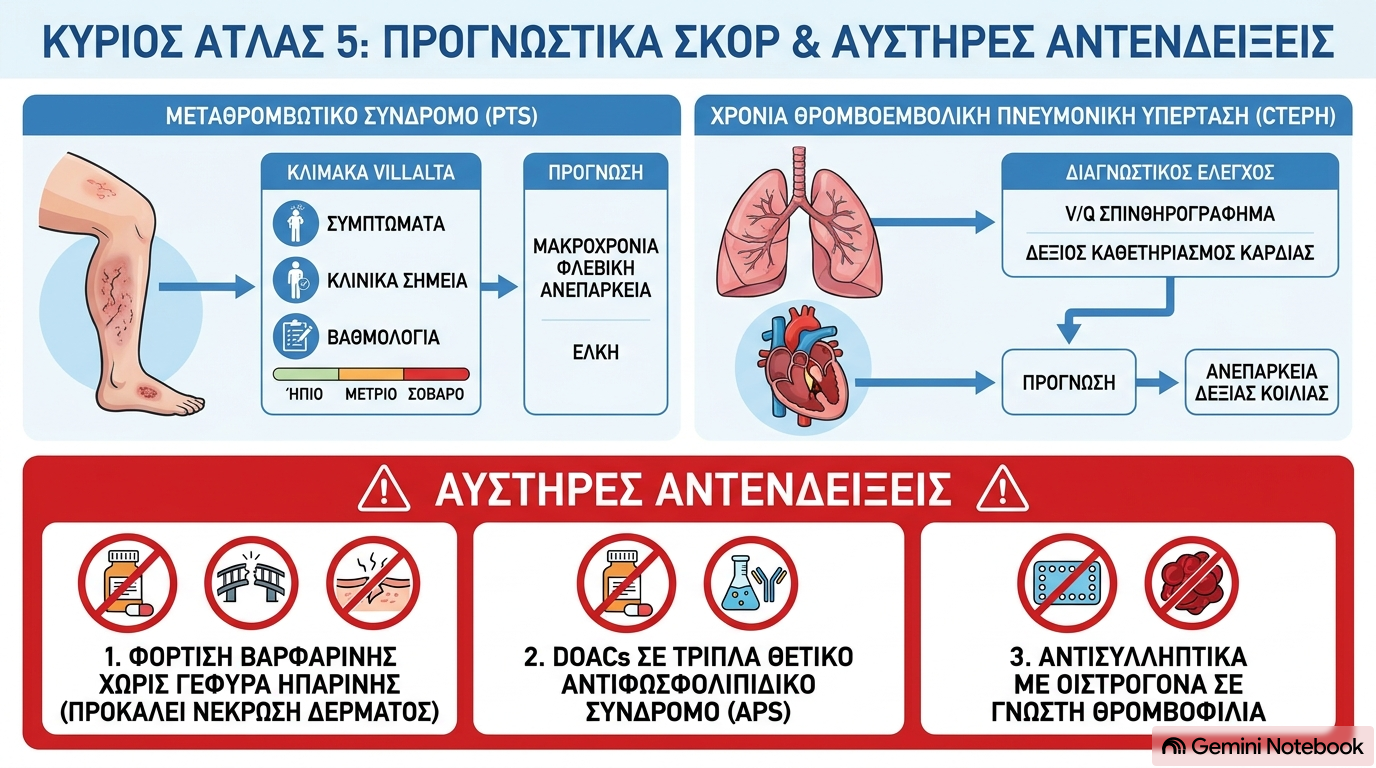 ΚΥΡΙΟΣ ΑΤΛΑΣ 5: ΠΡΟΓΝΩΣΤΙΚΑ ΣΚΟΡ & ΑΥΣΤΗΡΕΣ ΑΝΤΕΝΔΕΙΞΕΙΣ
ΜΕΤΑΘΡΟΜΒΩΤΙΚΟ ΣΥΝΔΡΟΜΟ (PTS)
ΚΛΙΜΑΚΑ VILLALTA
ΣΥΜΠΤΩΜΑΤΑ
ΚΛΙΝΙΚΑ ΣΗΜΕΙΑ
ΒΑΘΜΟΛΟΓΙΑ
ΉΠΙΟ ΜΕΤΡΙΟ ΣΟΒΑΡΟ
ΠΡΟΓΝΩΣΗ
ΜΑΚΡΟΧΡΟΝΙΑ
ΦΛΕΒΙΚΗ
ΑΝΕΠΑΡΚΕΙΑ
ΕΛΚΗ
ΧΡΟΝΙΑ ΘΡΟΜΒΟΕΜΒΟΛΙΚΗ ΠΝΕΥΜΟΝΙΚΗ ΥΠΕΡΤΑΣΗ (CTEPH)
ΔΙΑΓΝΩΣΤΙΚΟΣ ΕΛΕΓΧΟΣ
V/Q ΣΠΙΝΘΗΡΟΓΡΑΦΗΜΑ
ΔΕΞΙΟΣ ΚΑΘΕΤΗΡΙΑΣΜΟΣ ΚΑΡΔΙΑΣ
ΠΡΟΓΝΩΣΗ
ΑΝΕΠΑΡΚΕΙΑ
ΔΕΞΙΑΣ ΚΟΙΛΙΑΣ
ΑΥΣΤΗΡΕΣ ΑΝΤΕΝΔΕΙΞΕΙΣ
1. ΦΟΡΤΙΣΗ ΒΑΡΦΑΡΙΝΗΣ
ΧΩΡΙΣ ΓΕΦΥΡΑ ΗΠΑΡΙΝΗΣ
(ΠΡΟΚΑΛΕΙ ΝΕΚΡΩΣΗ ΔΕΡΜΑΤΟΣ)
2. DOACs ΣΕ ΤΡΙΠΛΑ ΘΕΤΙΚΟ
ΑΝΤΙΦΩΣΦΟΛΙΠΙΔΙΚΟ
ΣΥΝΔΡΟΜΟ (APS)
3. ΑΝΤΙΣΥΛΛΗΠΤΙΚΑ
ΜΕ ΟΙΣΤΡΟΓΟΝΑ ΣΕ
ΓΝΩΣΤΗ ΘΡΟΜΒΟΦΙΛΙΑ
Gemini Notebook